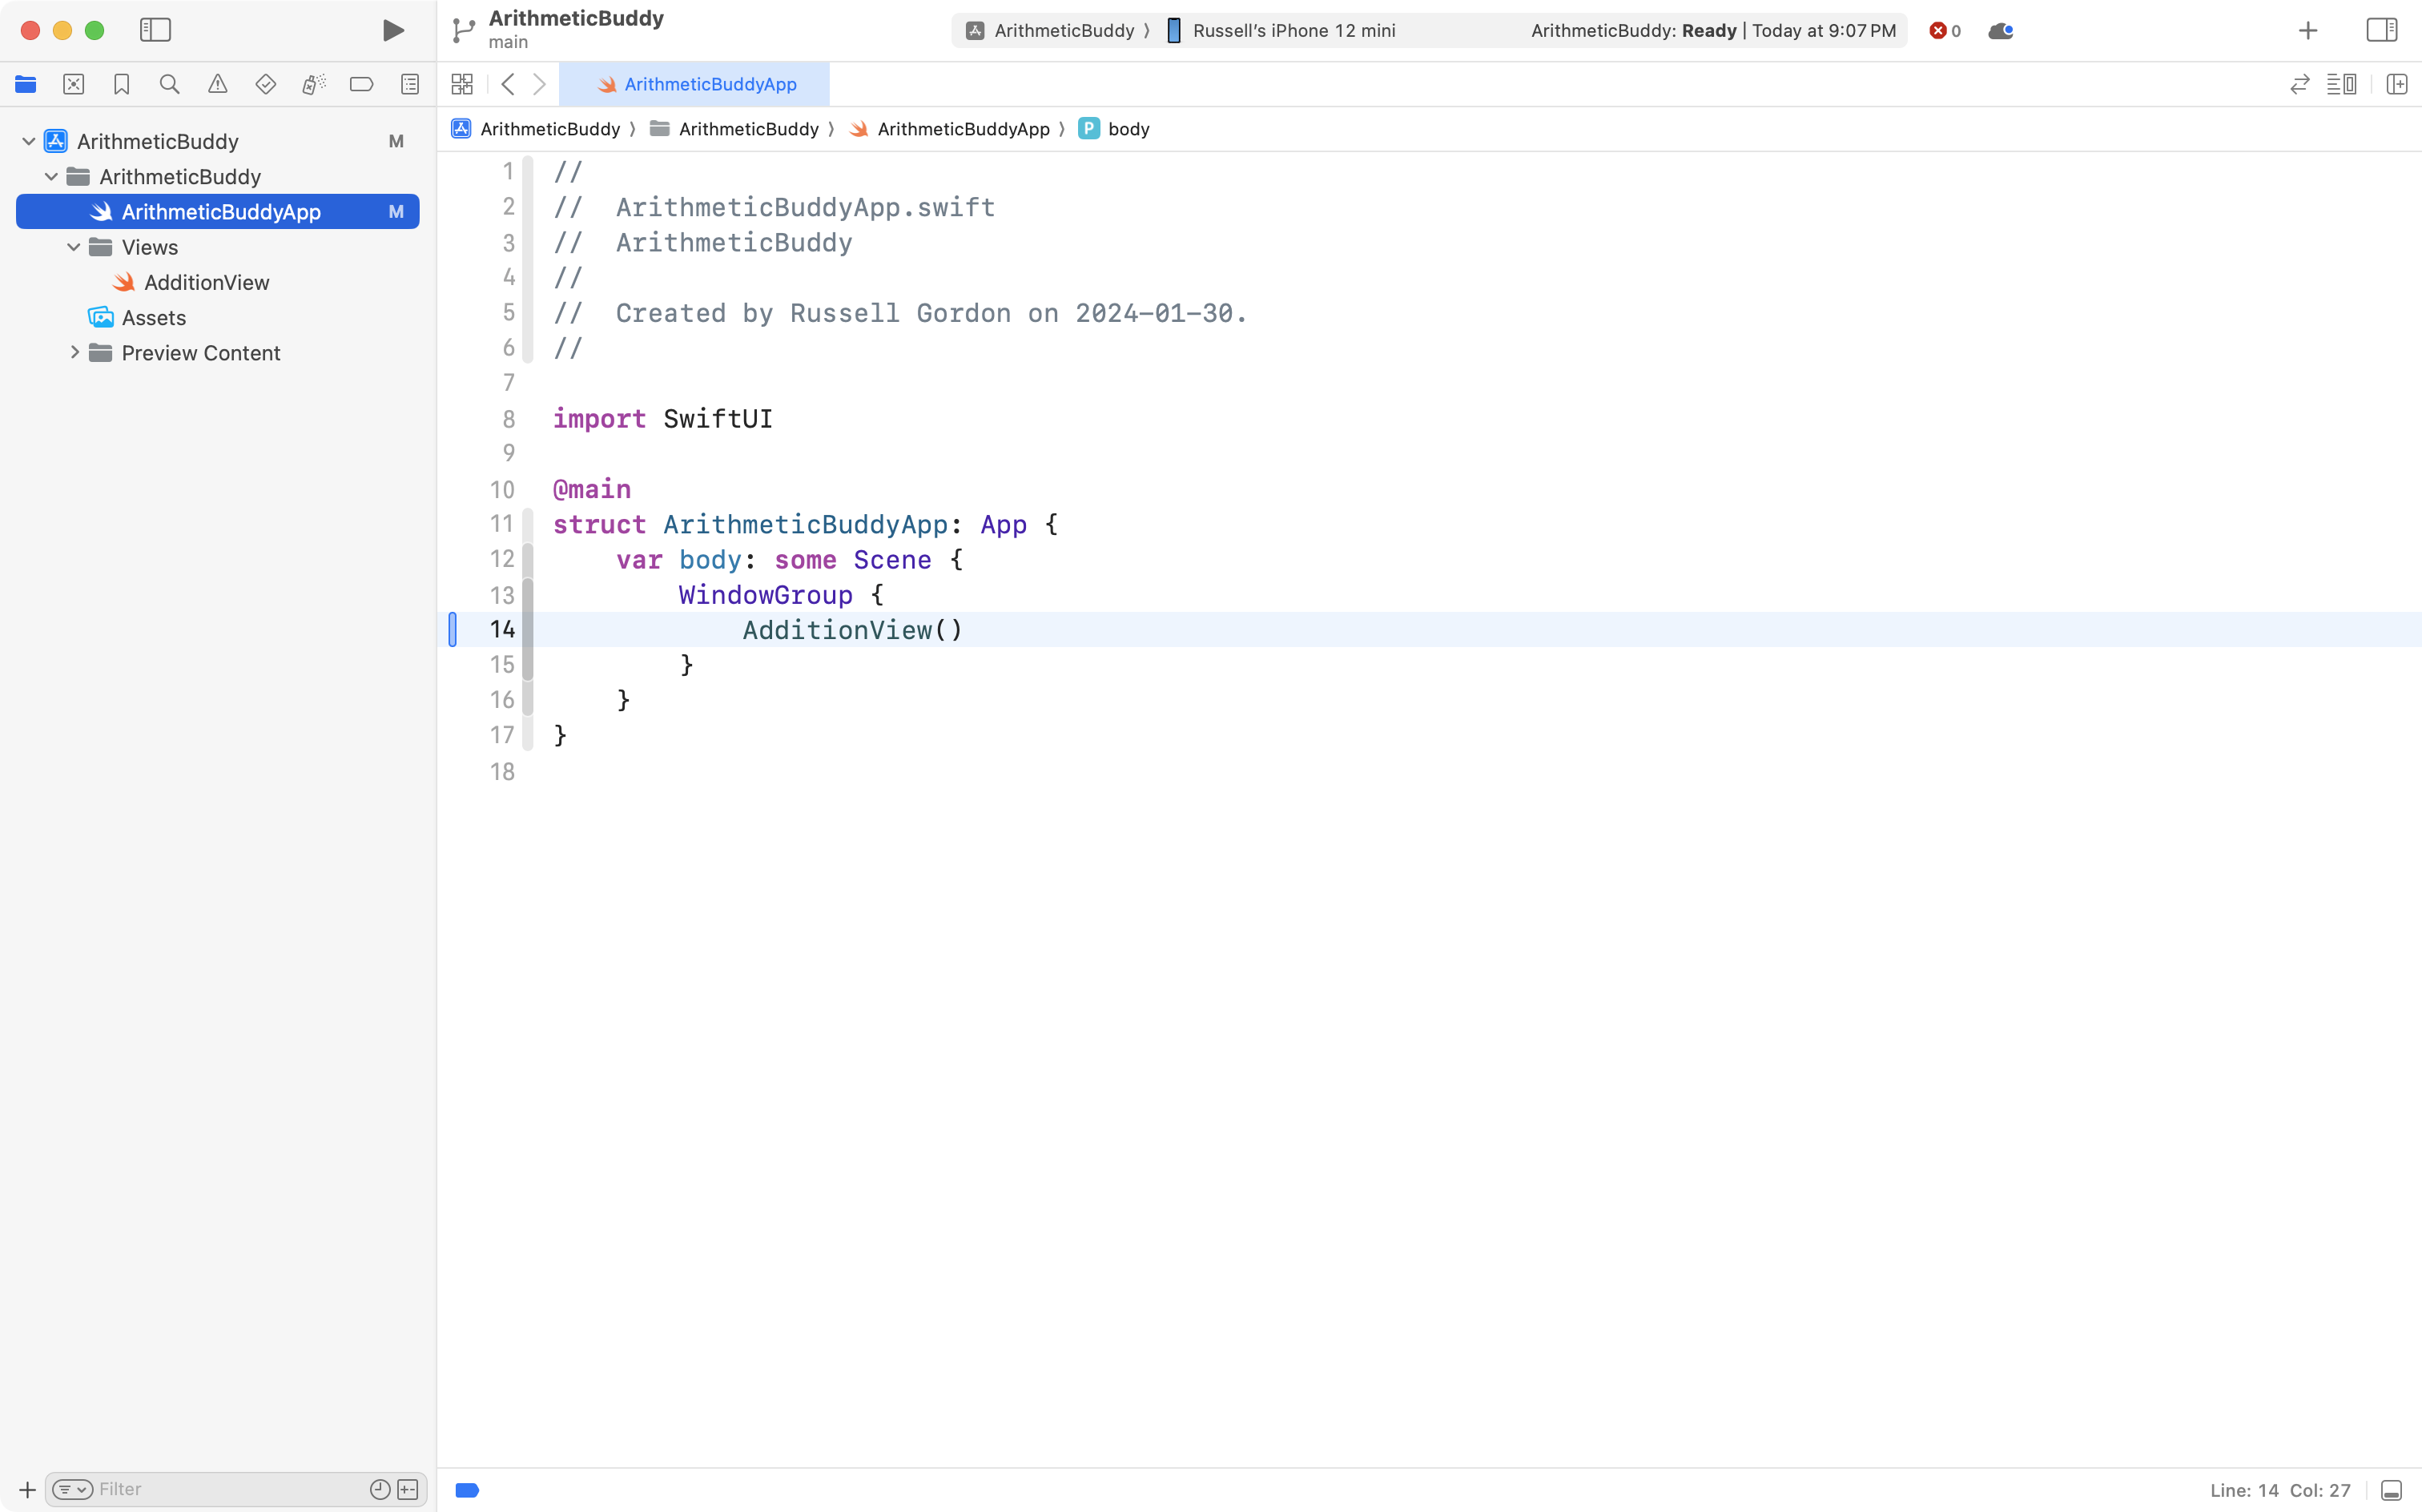 ArithmeticBuddy
main
ArithmeticBuddy 〉 Russell’s iPhone 12 mini
ArithmeticBuddy: Ready | Today at 9:07 PM
0
ArithmeticBuddyApp
ArithmeticBuddy 〉 ArithmeticBuddy 〉 ArithmeticBuddyApp 〉 P body
ArithmeticBuddy M
ArithmeticBuddy
ArithmeticBuddyApp M
Views
AdditionView
Assets
Preview Content
1 //
2 //  ArithmeticBuddyApp.swift
3 //  ArithmeticBuddy
4 //
5 //  Created by Russell Gordon on 2024-01-30.
6 //
7
8 import SwiftUI
9
10 @main
11 struct ArithmeticBuddyApp: App {
12     var body: some Scene {
13         WindowGroup {
14             AdditionView()
15         }
16     }
17 }
18
Filter
Line: 14 Col: 27